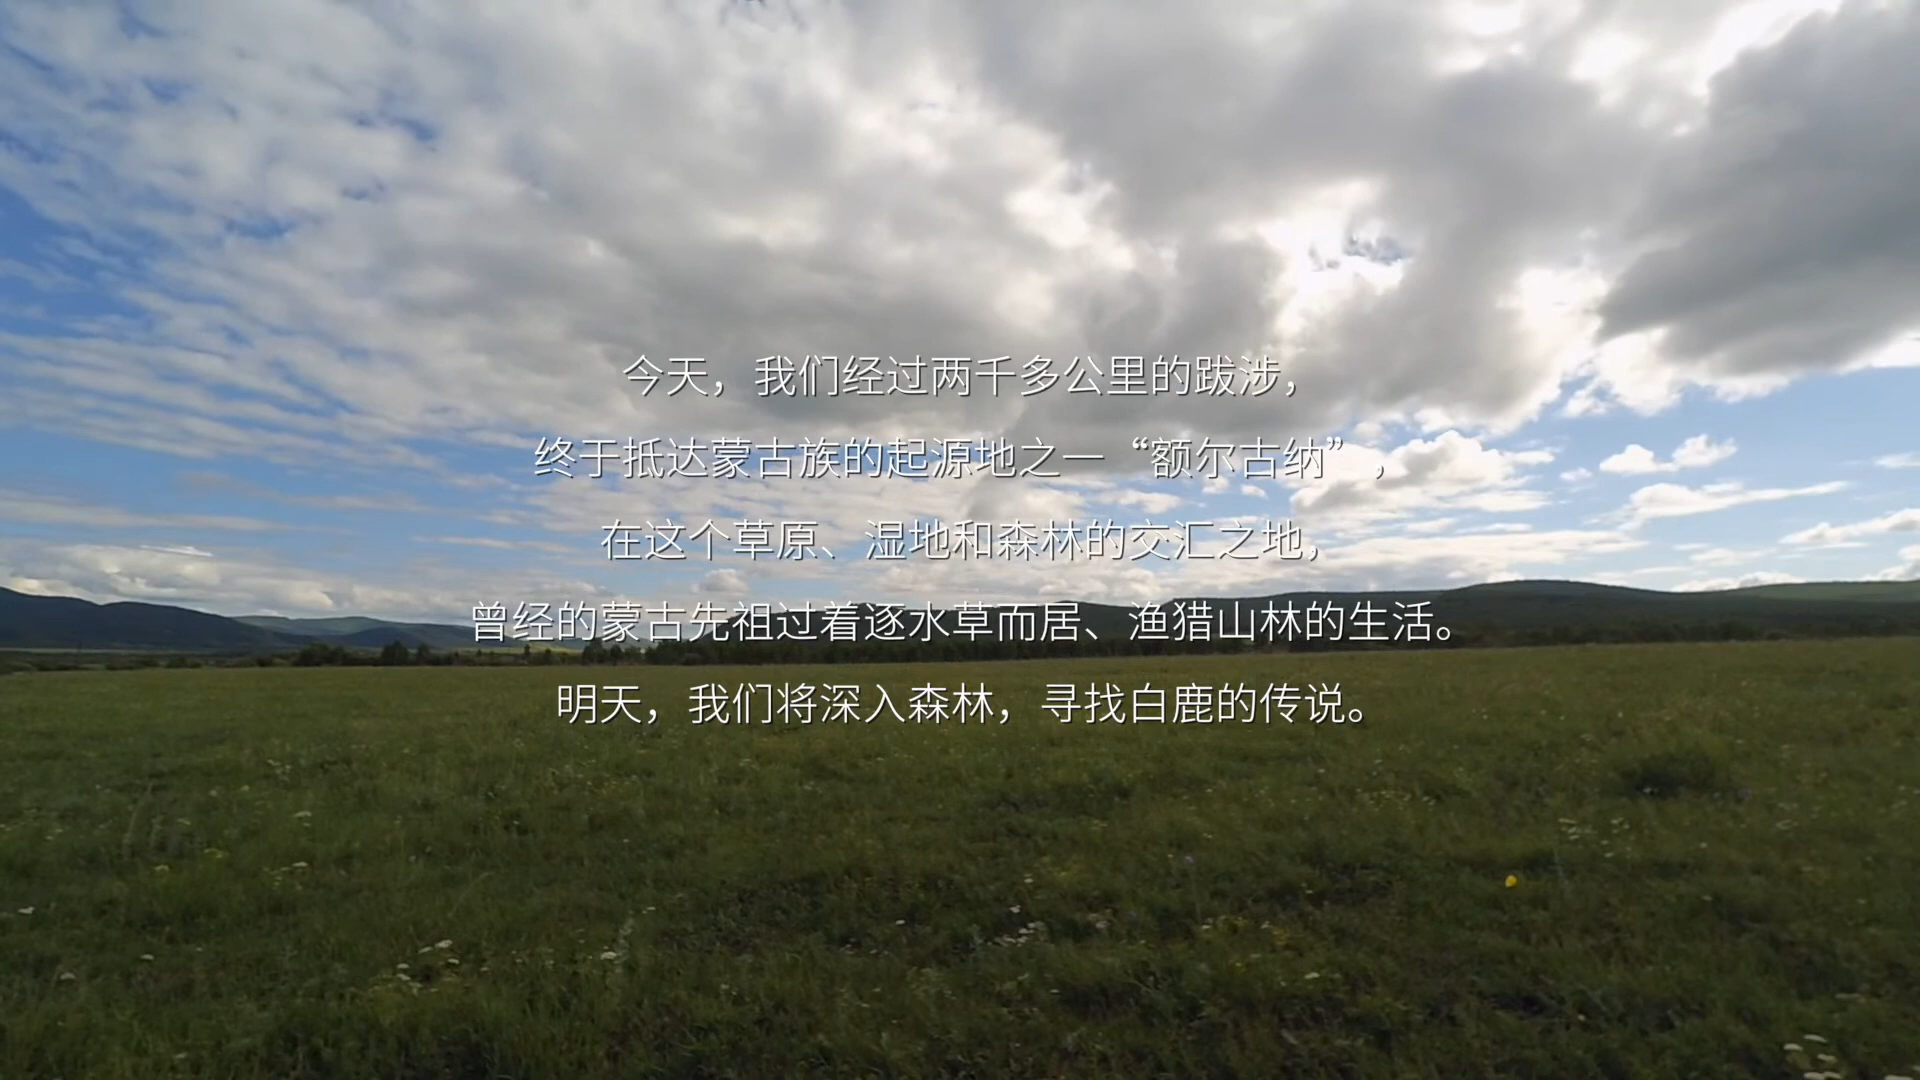 今天，我们经过两千多公里的跋涉，
终于抵达蒙古族的起源地之一“额尔古纳”，
在这个草原、湿地和森林的交汇之地，
曾经的蒙古先祖过着逐水草而居、渔猎山林的生活。
明天，我们将深入森林，寻找白鹿的传说。